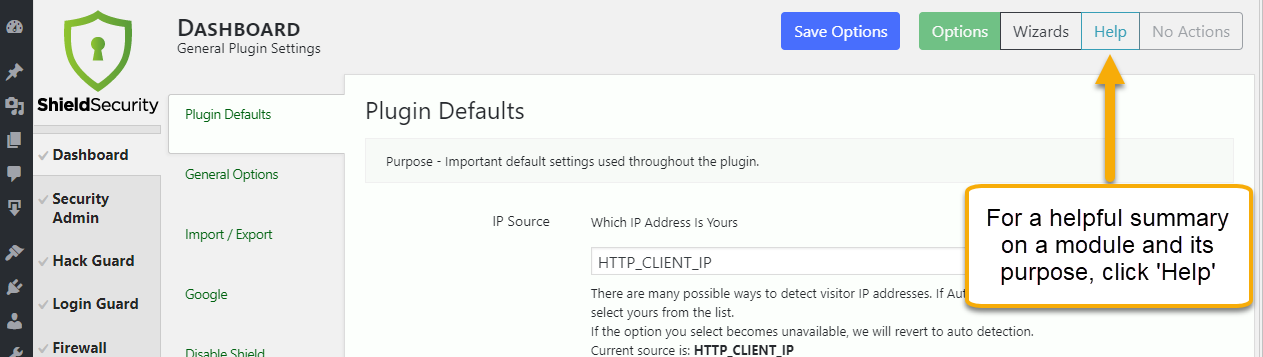 DASHBOARD
General Plugin Settings
Save Options
Options
Wizards
Help
No Actions
ShieldSecurity
Dashboard
Security
Admin
Hack Guard
Login Guard
Firewall
Plugin Defaults
General Options
Import / Export
Google
Disable Shield
Plugin Defaults
Purpose - Important default settings used throughout the plugin.
IP Source
Which IP Address Is Yours
HTTP_CLIENT_IP
There are many possible ways to detect visitor IP addresses. If Aut
select yours from the list.
If the option you select becomes unavailable, we will revert to auto detection.
Current source is: HTTP_CLIENT_IP
For a helpful summary
on a module and its
purpose, click 'Help'